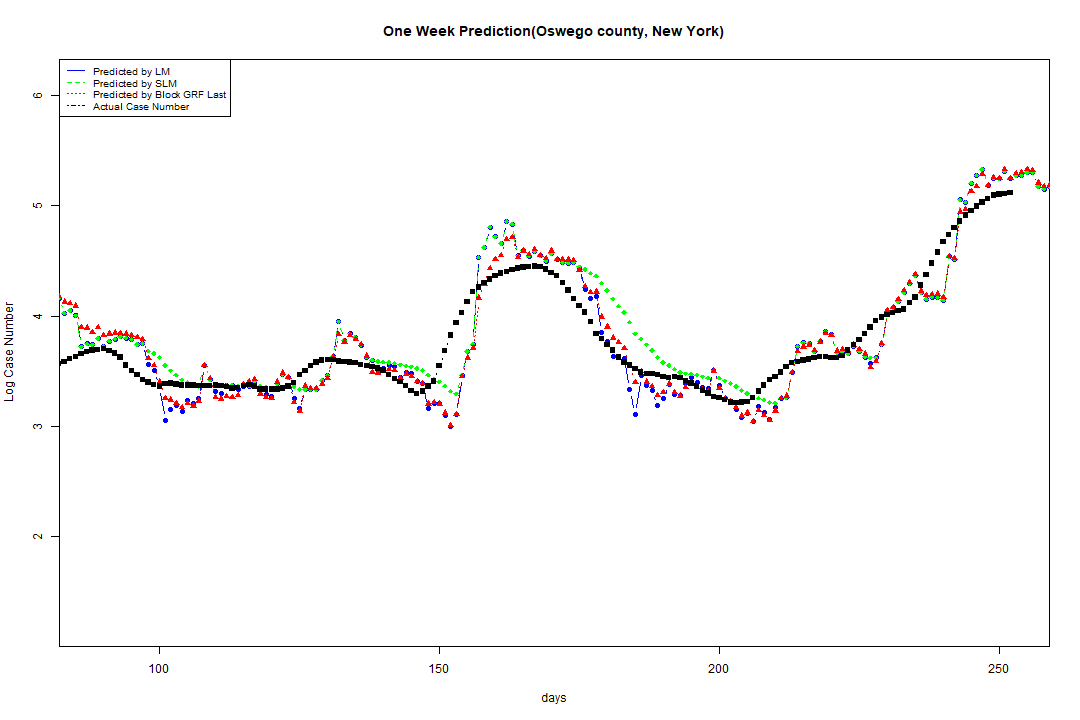 One Week Prediction(Oswego county, New York)
Predicted by LM
Predicted by SLM
Predicted by Block GRF Last
Actual Case Number
6
5
4
3
2
Log Case Number
100 150 200 250
days